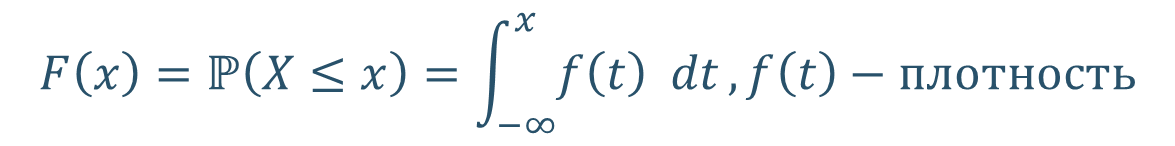 F(x) = ℙ(X ≤ x) = ∫_{-∞}^{x} f(t) dt , f(t) − плотность